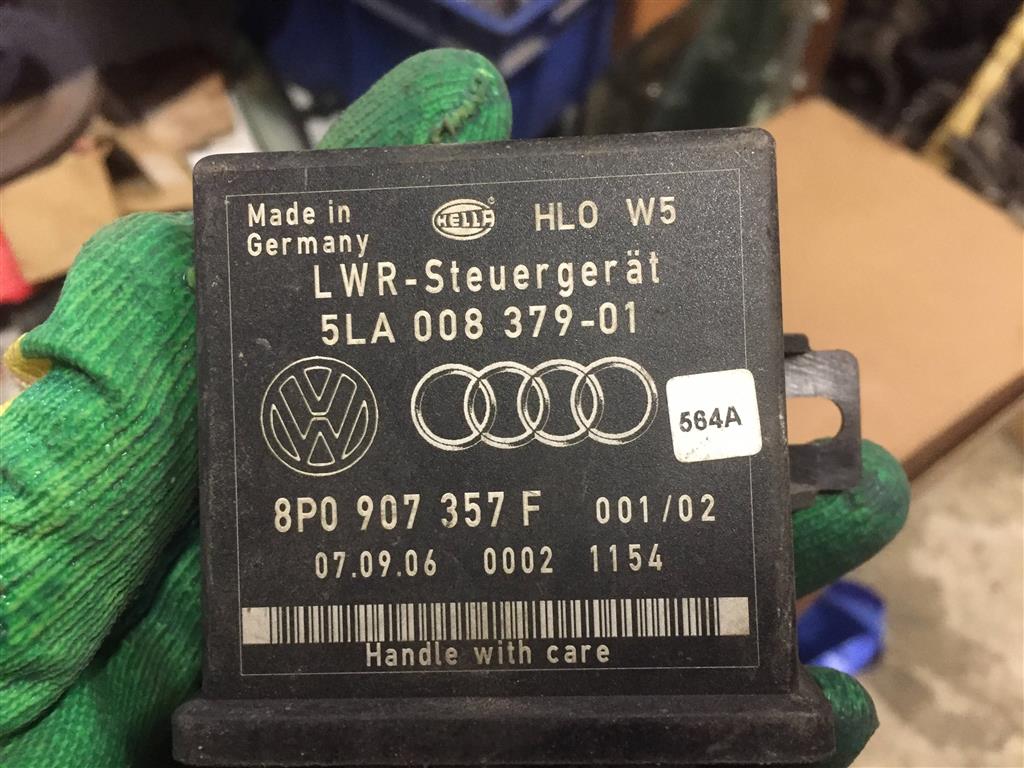 Made in
Germany
HELLA
® HLO W5
LWR-Steuergerät
5LA 008 379-01
564A
8P0 907 357 F 001/02
07.09.06 0002 1154
Handle with care